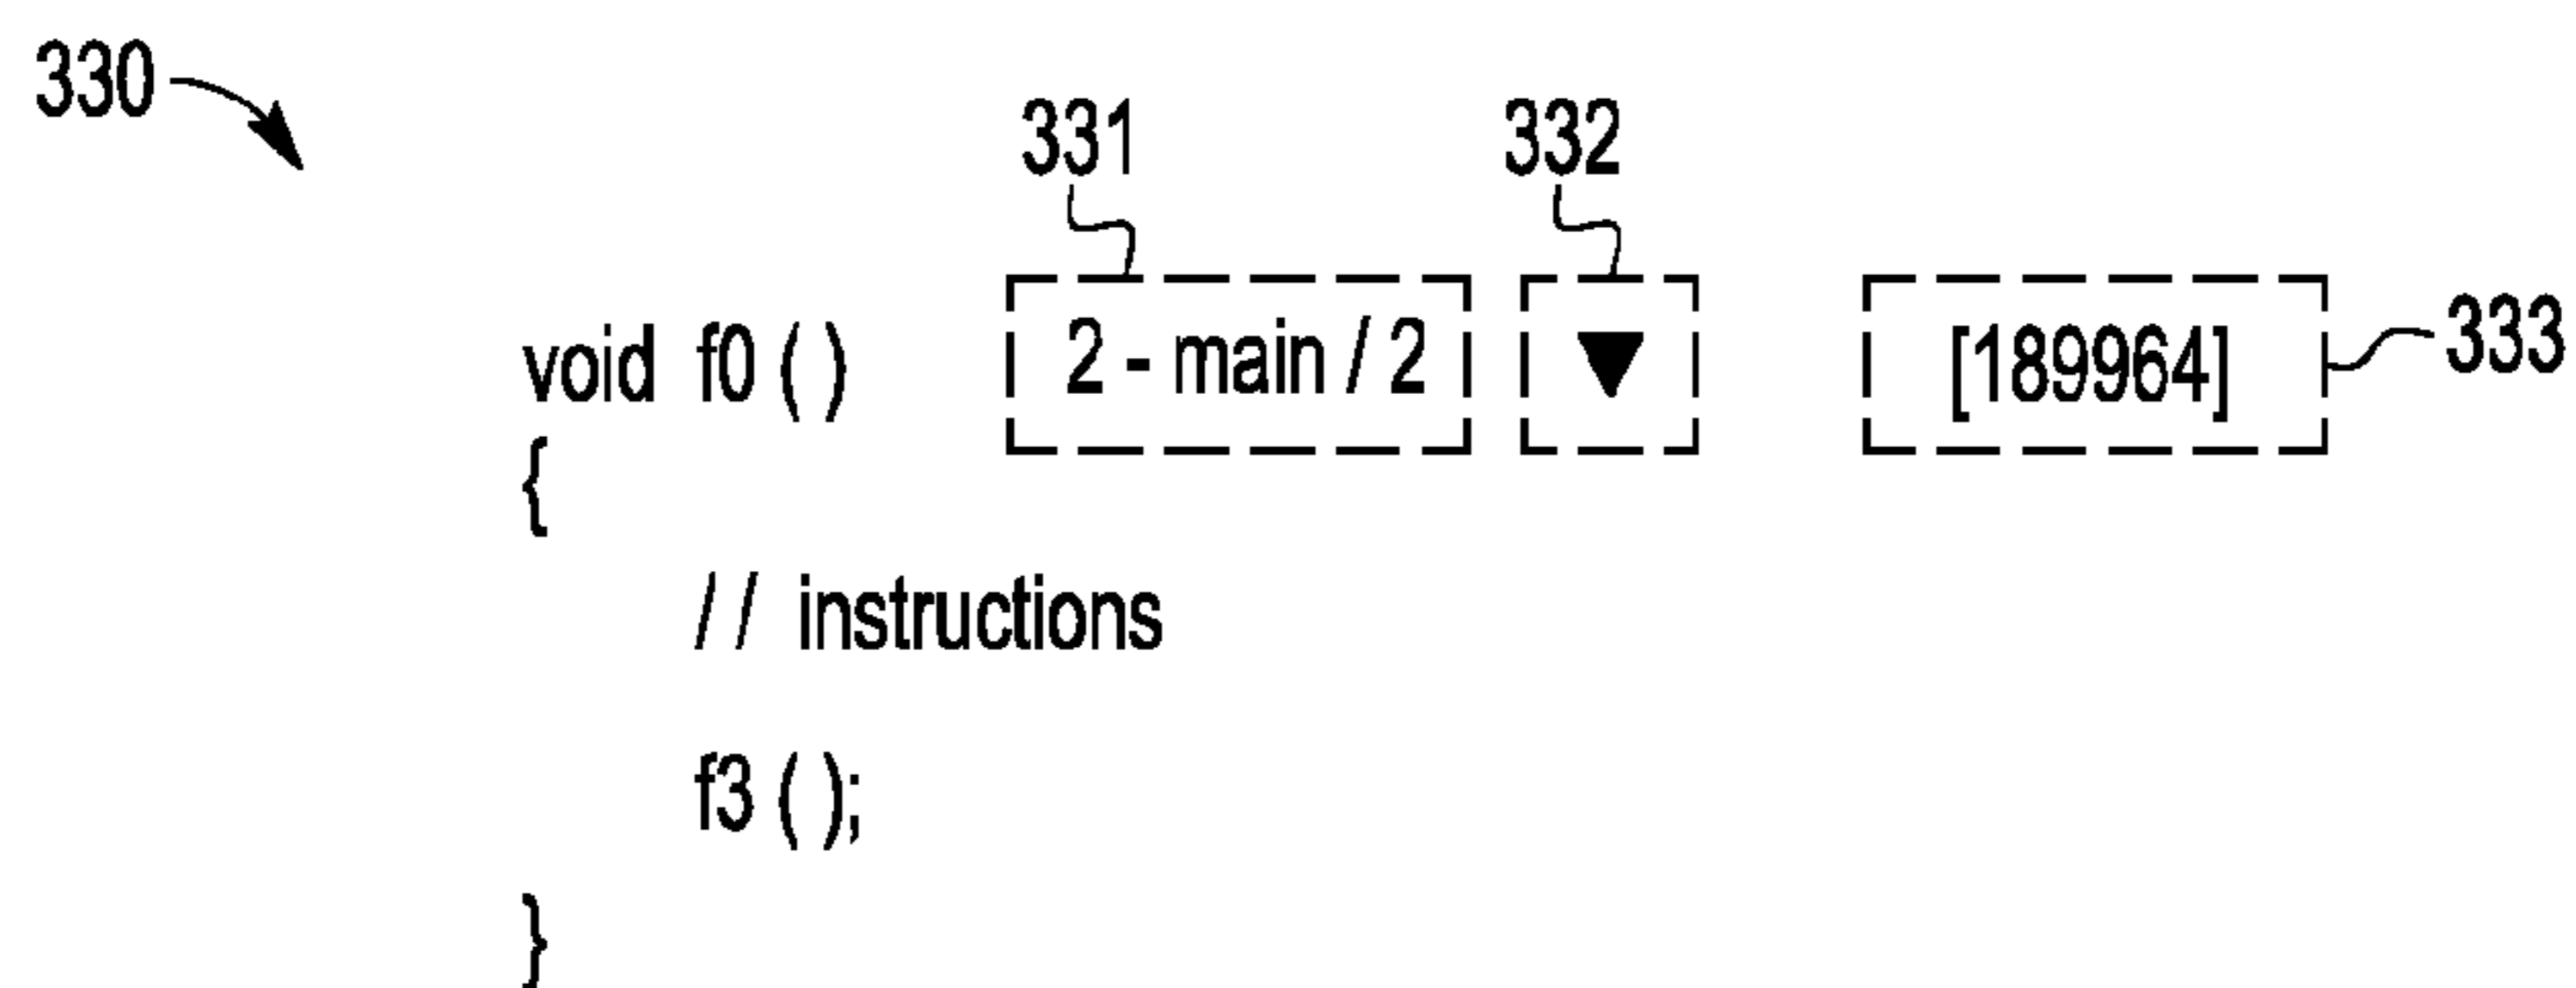 330
331 332
void f0 ( ) 2 - main / 2 ▼ [189964] 333
{
/ / instructions
f3 ( );
}